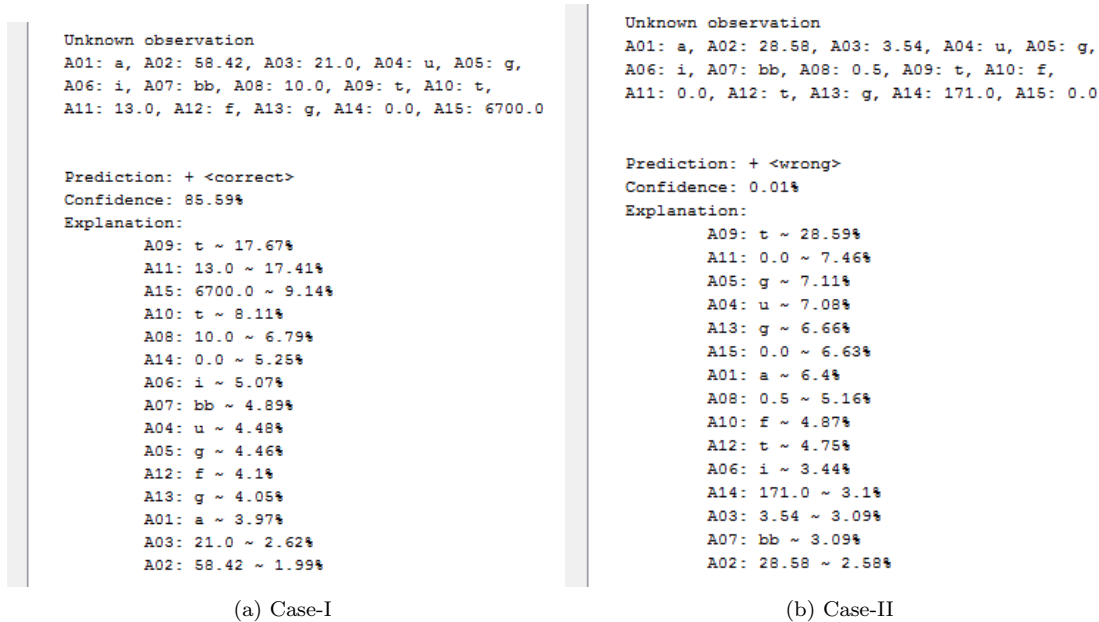 Unknown observation
A01: a, A02: 58.42, A03: 21.0, A04: u, A05: g,
A06: i, A07: bb, A08: 10.0, A09: t, A10: t,
A11: 13.0, A12: f, A13: g, A14: 0.0, A15: 6700.0
Prediction: + <correct>
Confidence: 85.59%
Explanation:
A09: t ~ 17.67%
A11: 13.0 ~ 17.41%
A15: 6700.0 ~ 9.14%
A10: t ~ 8.11%
A08: 10.0 ~ 6.79%
A14: 0.0 ~ 5.25%
A06: i ~ 5.07%
A07: bb ~ 4.89%
A04: u ~ 4.48%
A05: g ~ 4.46%
A12: f ~ 4.1%
A13: g ~ 4.05%
A01: a ~ 3.97%
A03: 21.0 ~ 2.62%
A02: 58.42 ~ 1.99%
(a) Case-I
Unknown observation
A01: a, A02: 28.58, A03: 3.54, A04: u, A05: g,
A06: i, A07: bb, A08: 0.5, A09: t, A10: f,
A11: 0.0, A12: t, A13: g, A14: 171.0, A15: 0.0
Prediction: + <wrong>
Confidence: 0.01%
Explanation:
A09: t ~ 28.59%
A11: 0.0 ~ 7.46%
A05: g ~ 7.11%
A04: u ~ 7.08%
A13: g ~ 6.66%
A15: 0.0 ~ 6.63%
A01: a ~ 6.4%
A08: 0.5 ~ 5.16%
A10: f ~ 4.87%
A12: t ~ 4.75%
A06: i ~ 3.44%
A14: 171.0 ~ 3.1%
A03: 3.54 ~ 3.09%
A07: bb ~ 3.09%
A02: 28.58 ~ 2.58%
(b) Case-II